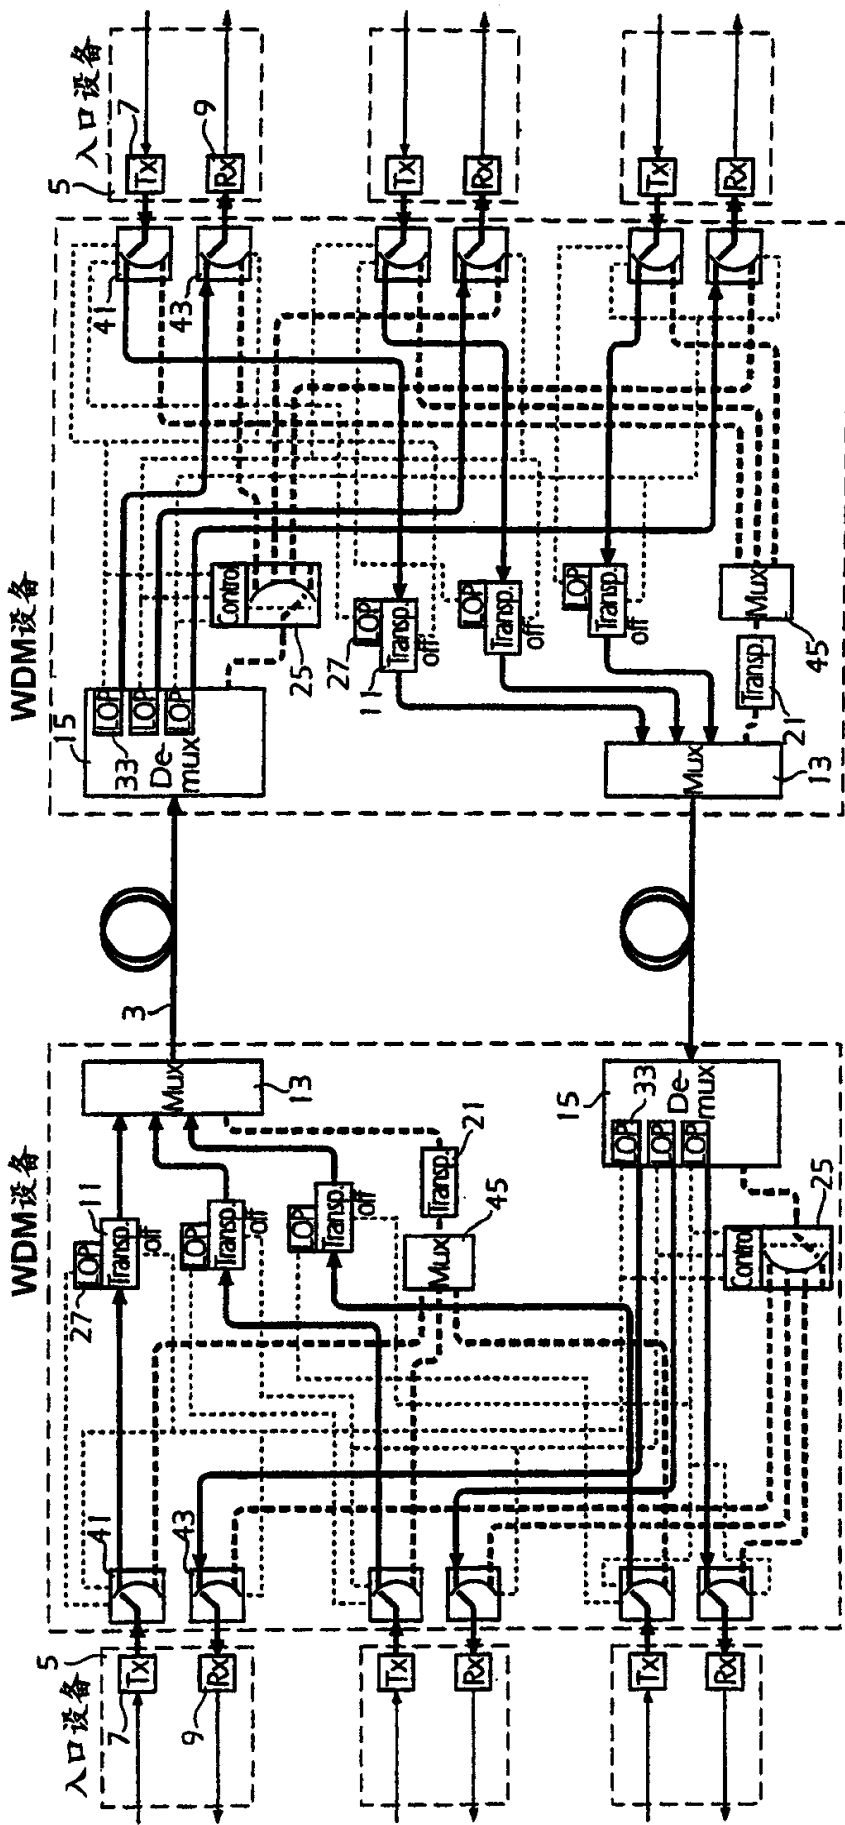 入口设备
5
7
Tx
9
Rx
Tx
Rx
Tx
Rx
41
43
WDM设备
27
LOP
11
Transp.
off
LOP
Transp.
off
LOP
Transp.
off
Mux
13
Transp.
21
Mux
45
15
LOP
LOP
LOP
33
De-
mux
Control
25
3
WDM设备
15
LOP
LOP
LOP
33
De-
mux
Control
25
27
LOP
11
Transp.
off
LOP
Transp.
off
LOP
Transp.
off
Mux
45
Transp.
21
Mux
13
41
43
入口设备
5
7
Tx
9
Rx
Tx
Rx
Tx
Rx